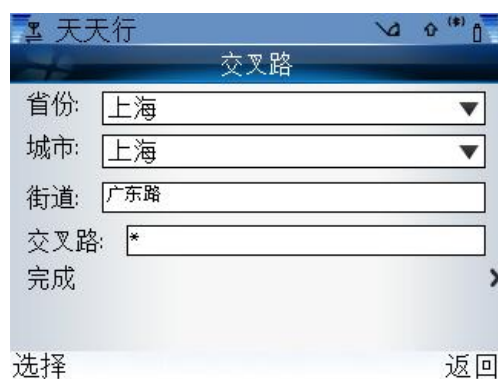 天天行
交叉路
省份: 上海
城市: 上海
街道: 广东路
交叉路: *
完成
选择 返回